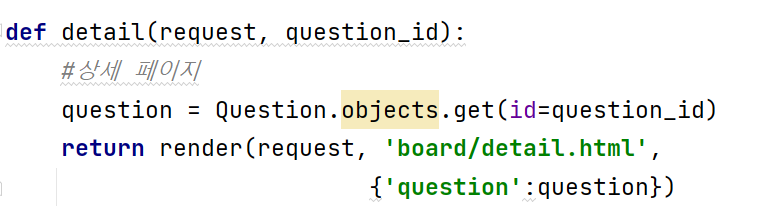 def detail(request, question_id):
    #상세 페이지
    question = Question.objects.get(id=question_id)
    return render(request, 'board/detail.html',
                  {'question':question})